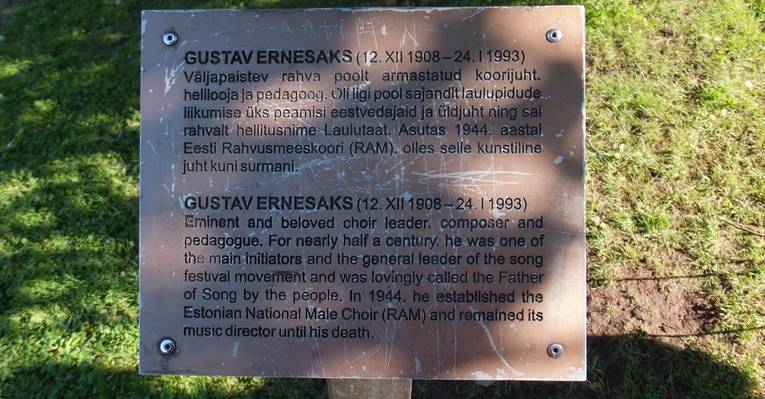 GUSTAV ERNESAKS (12. XII 1908 – 24. I 1993)
Väljapaistev rahva poolt armastatud koorijuht,
helilooja ja pedagoog. Oli ligi pool sajandit laulupidude
liikumise üks peamisi eestvedajaid ja üldjuht ning sai
rahvalt hellitusnime Laulutaat. Asutas 1944. aastal
Eesti Rahvusmeeskoori (RAM), olles selle kunstiline
juht kuni surmani.
GUSTAV ERNESAKS (12. XII 1908 – 24. I 1993)
Eminent and beloved choir leader, composer and
pedagogue. For nearly half a century, he was one of
the main initiators and the general leader of the song
festival movement and was lovingly called the Father
of Song by the people. In 1944, he established the
Estonian National Male Choir (RAM) and remained its
music director until his death.